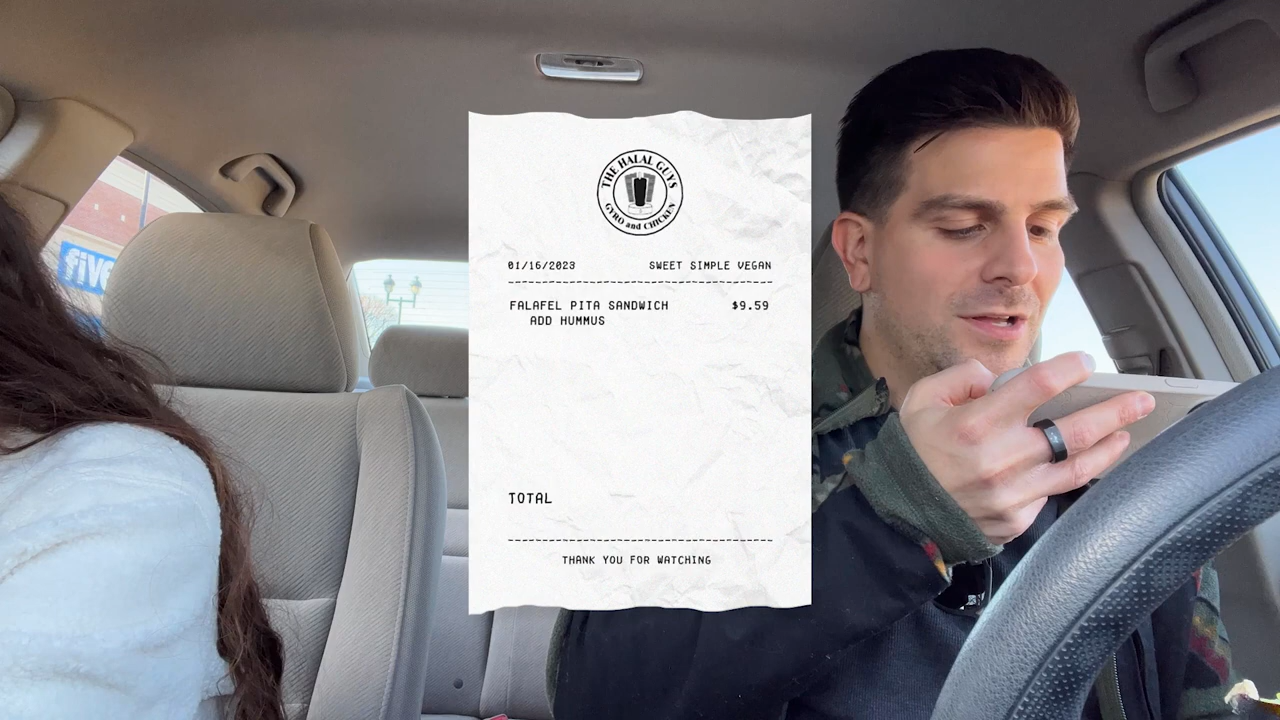 five
THE HALAL GUYS
GYRO and CHICKEN
01/16/2023 SWEET SIMPLE VEGAN
FALAFEL PITA SANDWICH $9.59
ADD HUMMUS
TOTAL
THANK YOU FOR WATCHING